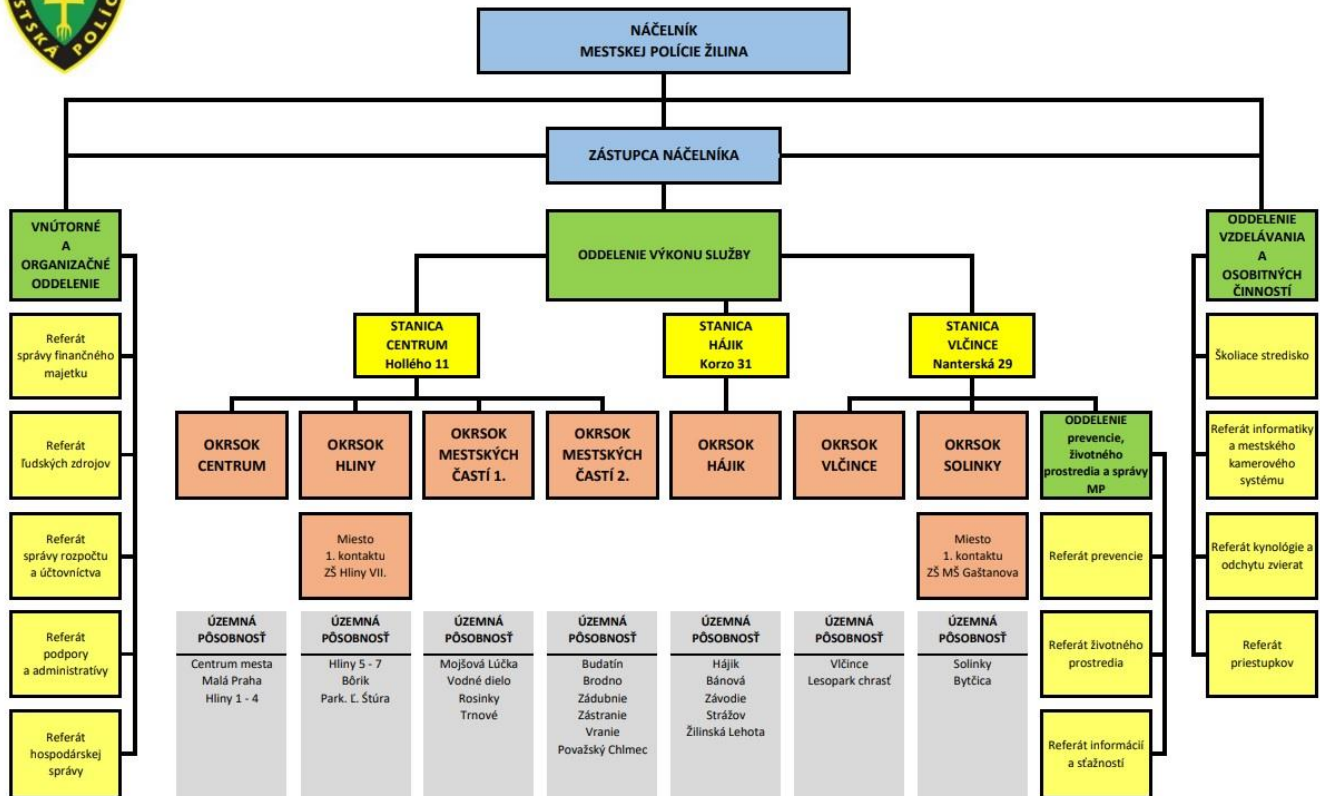 MESTSKÁ POLÍC
NÁČELNÍK
MESTSKEJ POLÍCIE ŽILINA
ZÁSTUPCA NÁČELNÍKA
VNÚTORNÉ
A
ORGANIZAČNÉ
ODDELENIE
ODDELENIE VÝKONU SLUŽBY
ODDELENIE
VZDELÁVANIA
A
OSOBITNÝCH
ČINNOSTÍ
Referát
správy finančného
majetku
Referát
ľudských zdrojov
Referát
správy rozpočtu
a účtovníctva
Referát
podpory
a administratívy
Referát
hospodárskej
správy
STANICA
CENTRUM
Hollého 11
STANICA
HÁJIK
Korzo 31
STANICA
VLČINCE
Nanterská 29
OKRSOK
CENTRUM
OKRSOK
HLINY
OKRSOK
MESTSKÝCH
ČASTÍ 1.
OKRSOK
MESTSKÝCH
ČASTÍ 2.
OKRSOK
HÁJIK
OKRSOK
VLČINCE
OKRSOK
SOLINKY
ODDELENIE
prevencie,
životného
prostredia a správy
MP
Miesto
1. kontaktu
ZŠ Hliny VII.
Miesto
1. kontaktu
ZŠ MŠ Gaštanova
Referát prevencie
Referát životného
prostredia
Referát informácií
a sťažností
ÚZEMNÁ
PÔSOBNOSŤ
Centrum mesta
Malá Praha
Hliny 1 - 4
ÚZEMNÁ
PÔSOBNOSŤ
Hliny 5 - 7
Bôrik
Park. Ľ. Štúra
ÚZEMNÁ
PÔSOBNOSŤ
Mojšová Lúčka
Vodné dielo
Rosinky
Trnové
ÚZEMNÁ
PÔSOBNOSŤ
Budatín
Brodno
Zádubnie
Zástranie
Vranie
Považský Chlmec
ÚZEMNÁ
PÔSOBNOSŤ
Hájik
Bánová
Závodie
Strážov
Žilinská Lehota
ÚZEMNÁ
PÔSOBNOSŤ
Vlčince
Lesopark chrasť
ÚZEMNÁ
PÔSOBNOSŤ
Solinky
Bytčica
Školiace stredisko
Referát informatiky
a mestského
kamerového
systému
Referát kynológie a
odchytu zvierat
Referát
priestupkov